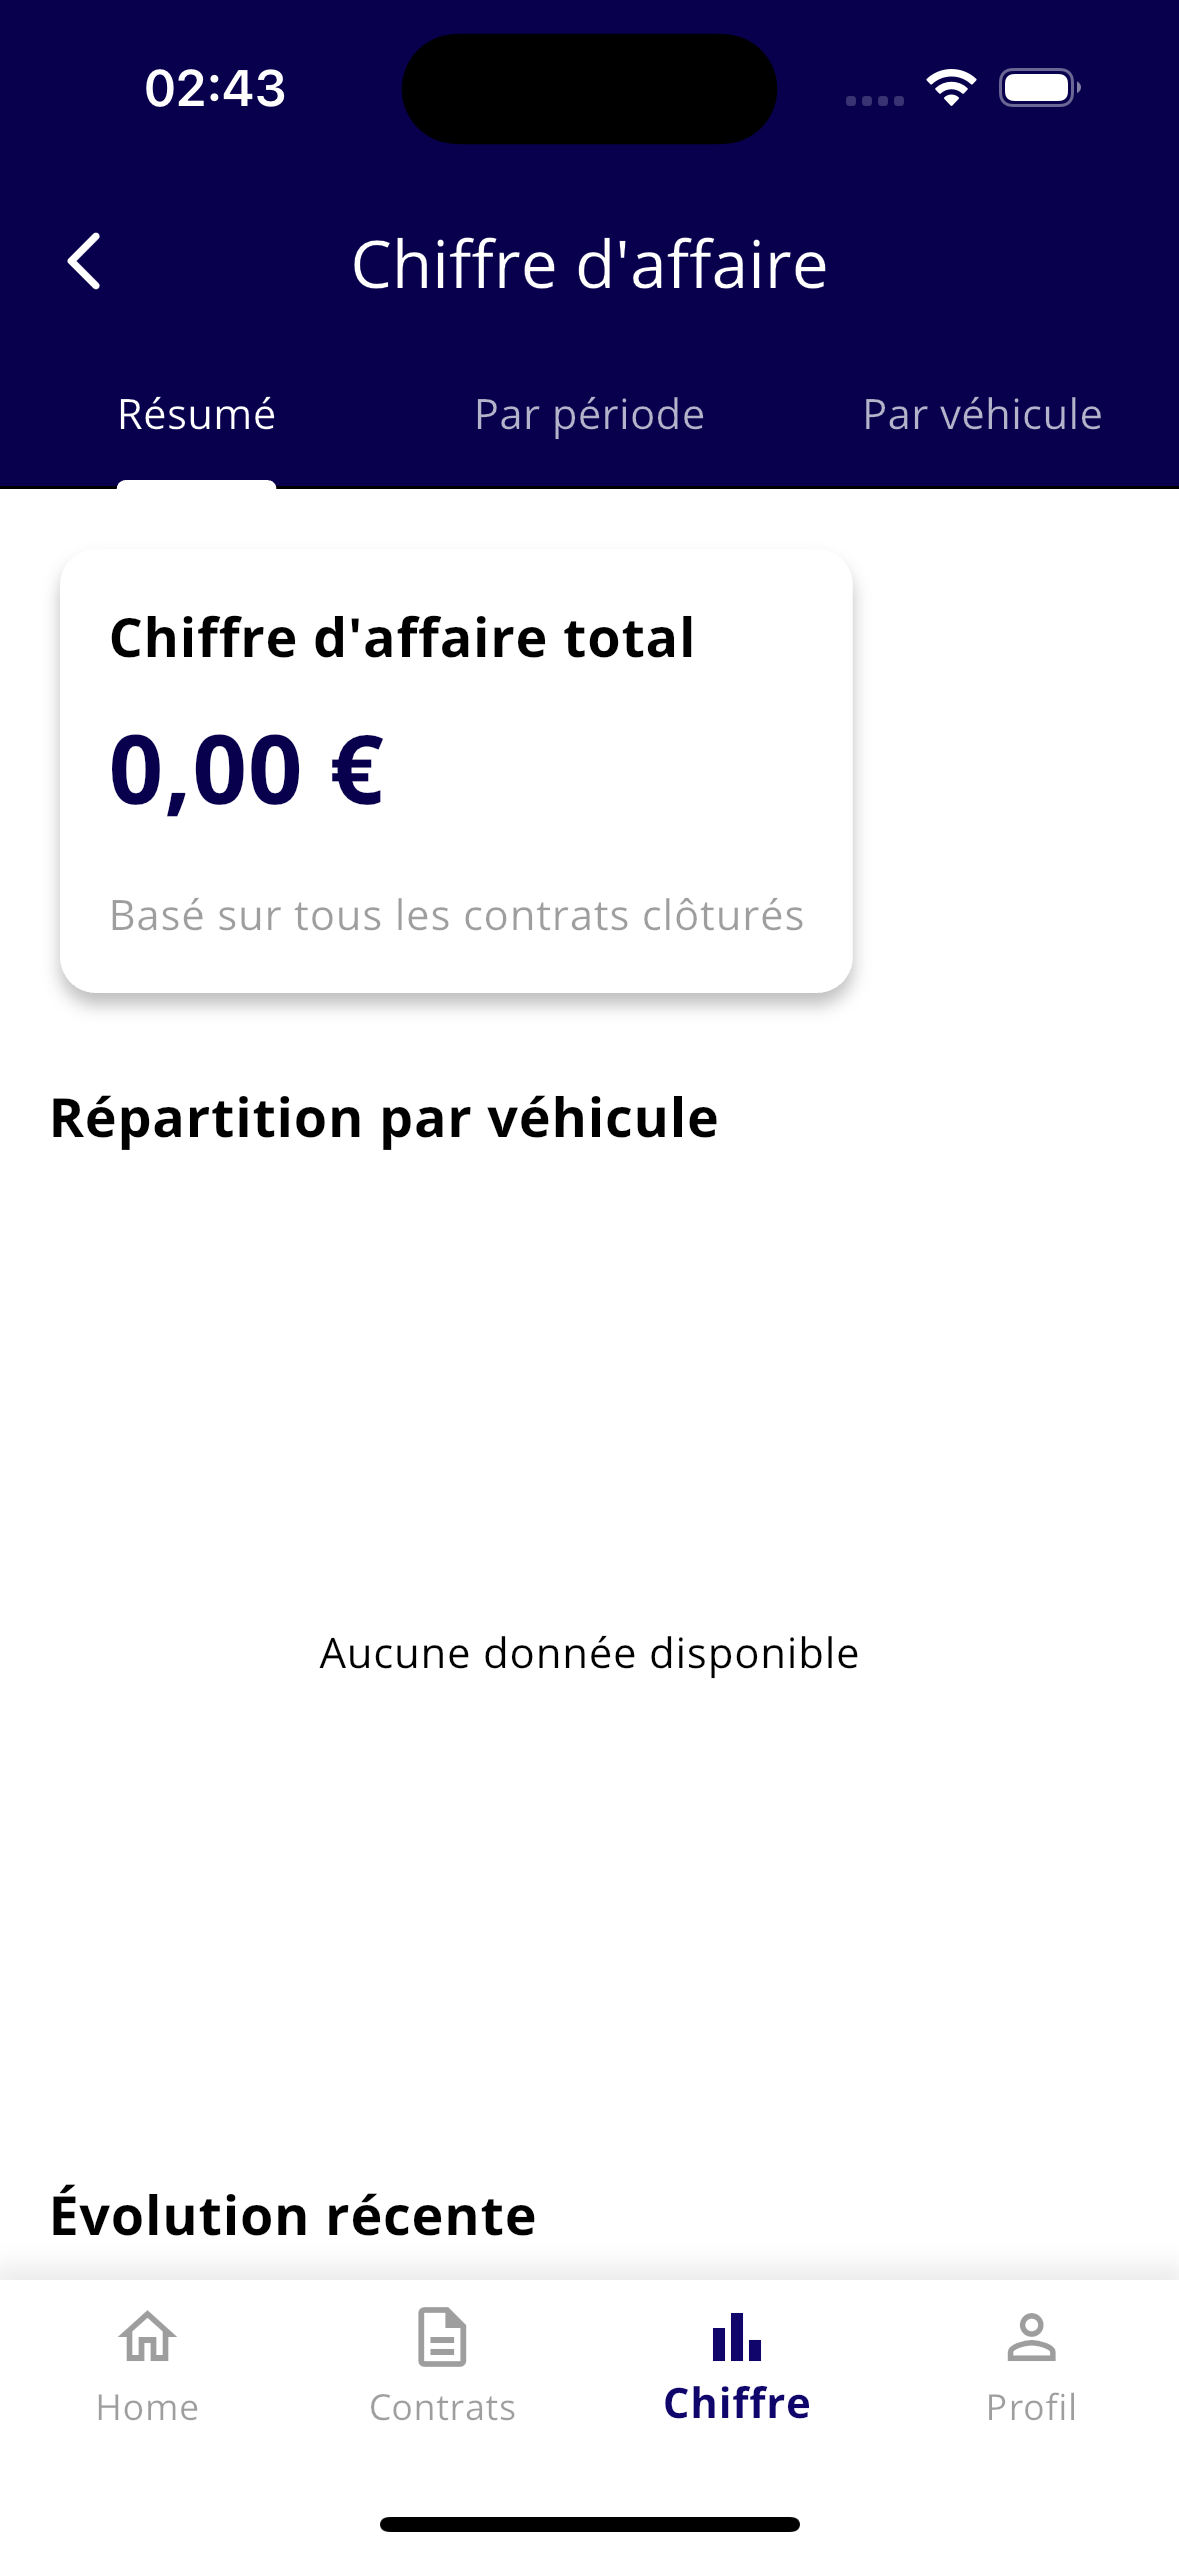 02:43
Chiffre d'affaire
Résumé Par période Par véhicule
Chiffre d'affaire total
0,00 €
Basé sur tous les contrats clôturés
Répartition par véhicule
Aucune donnée disponible
Évolution récente
Home Contrats Chiffre Profil